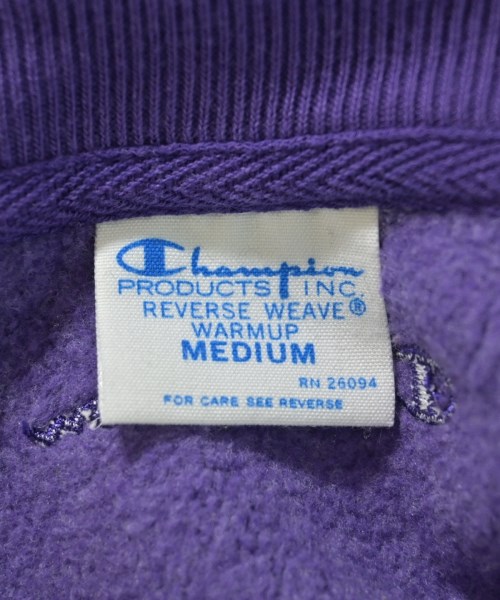 Champion
PRODUCTS INC.
REVERSE WEAVE®
WARMUP
MEDIUM
RN 26094
FOR CARE SEE REVERSE